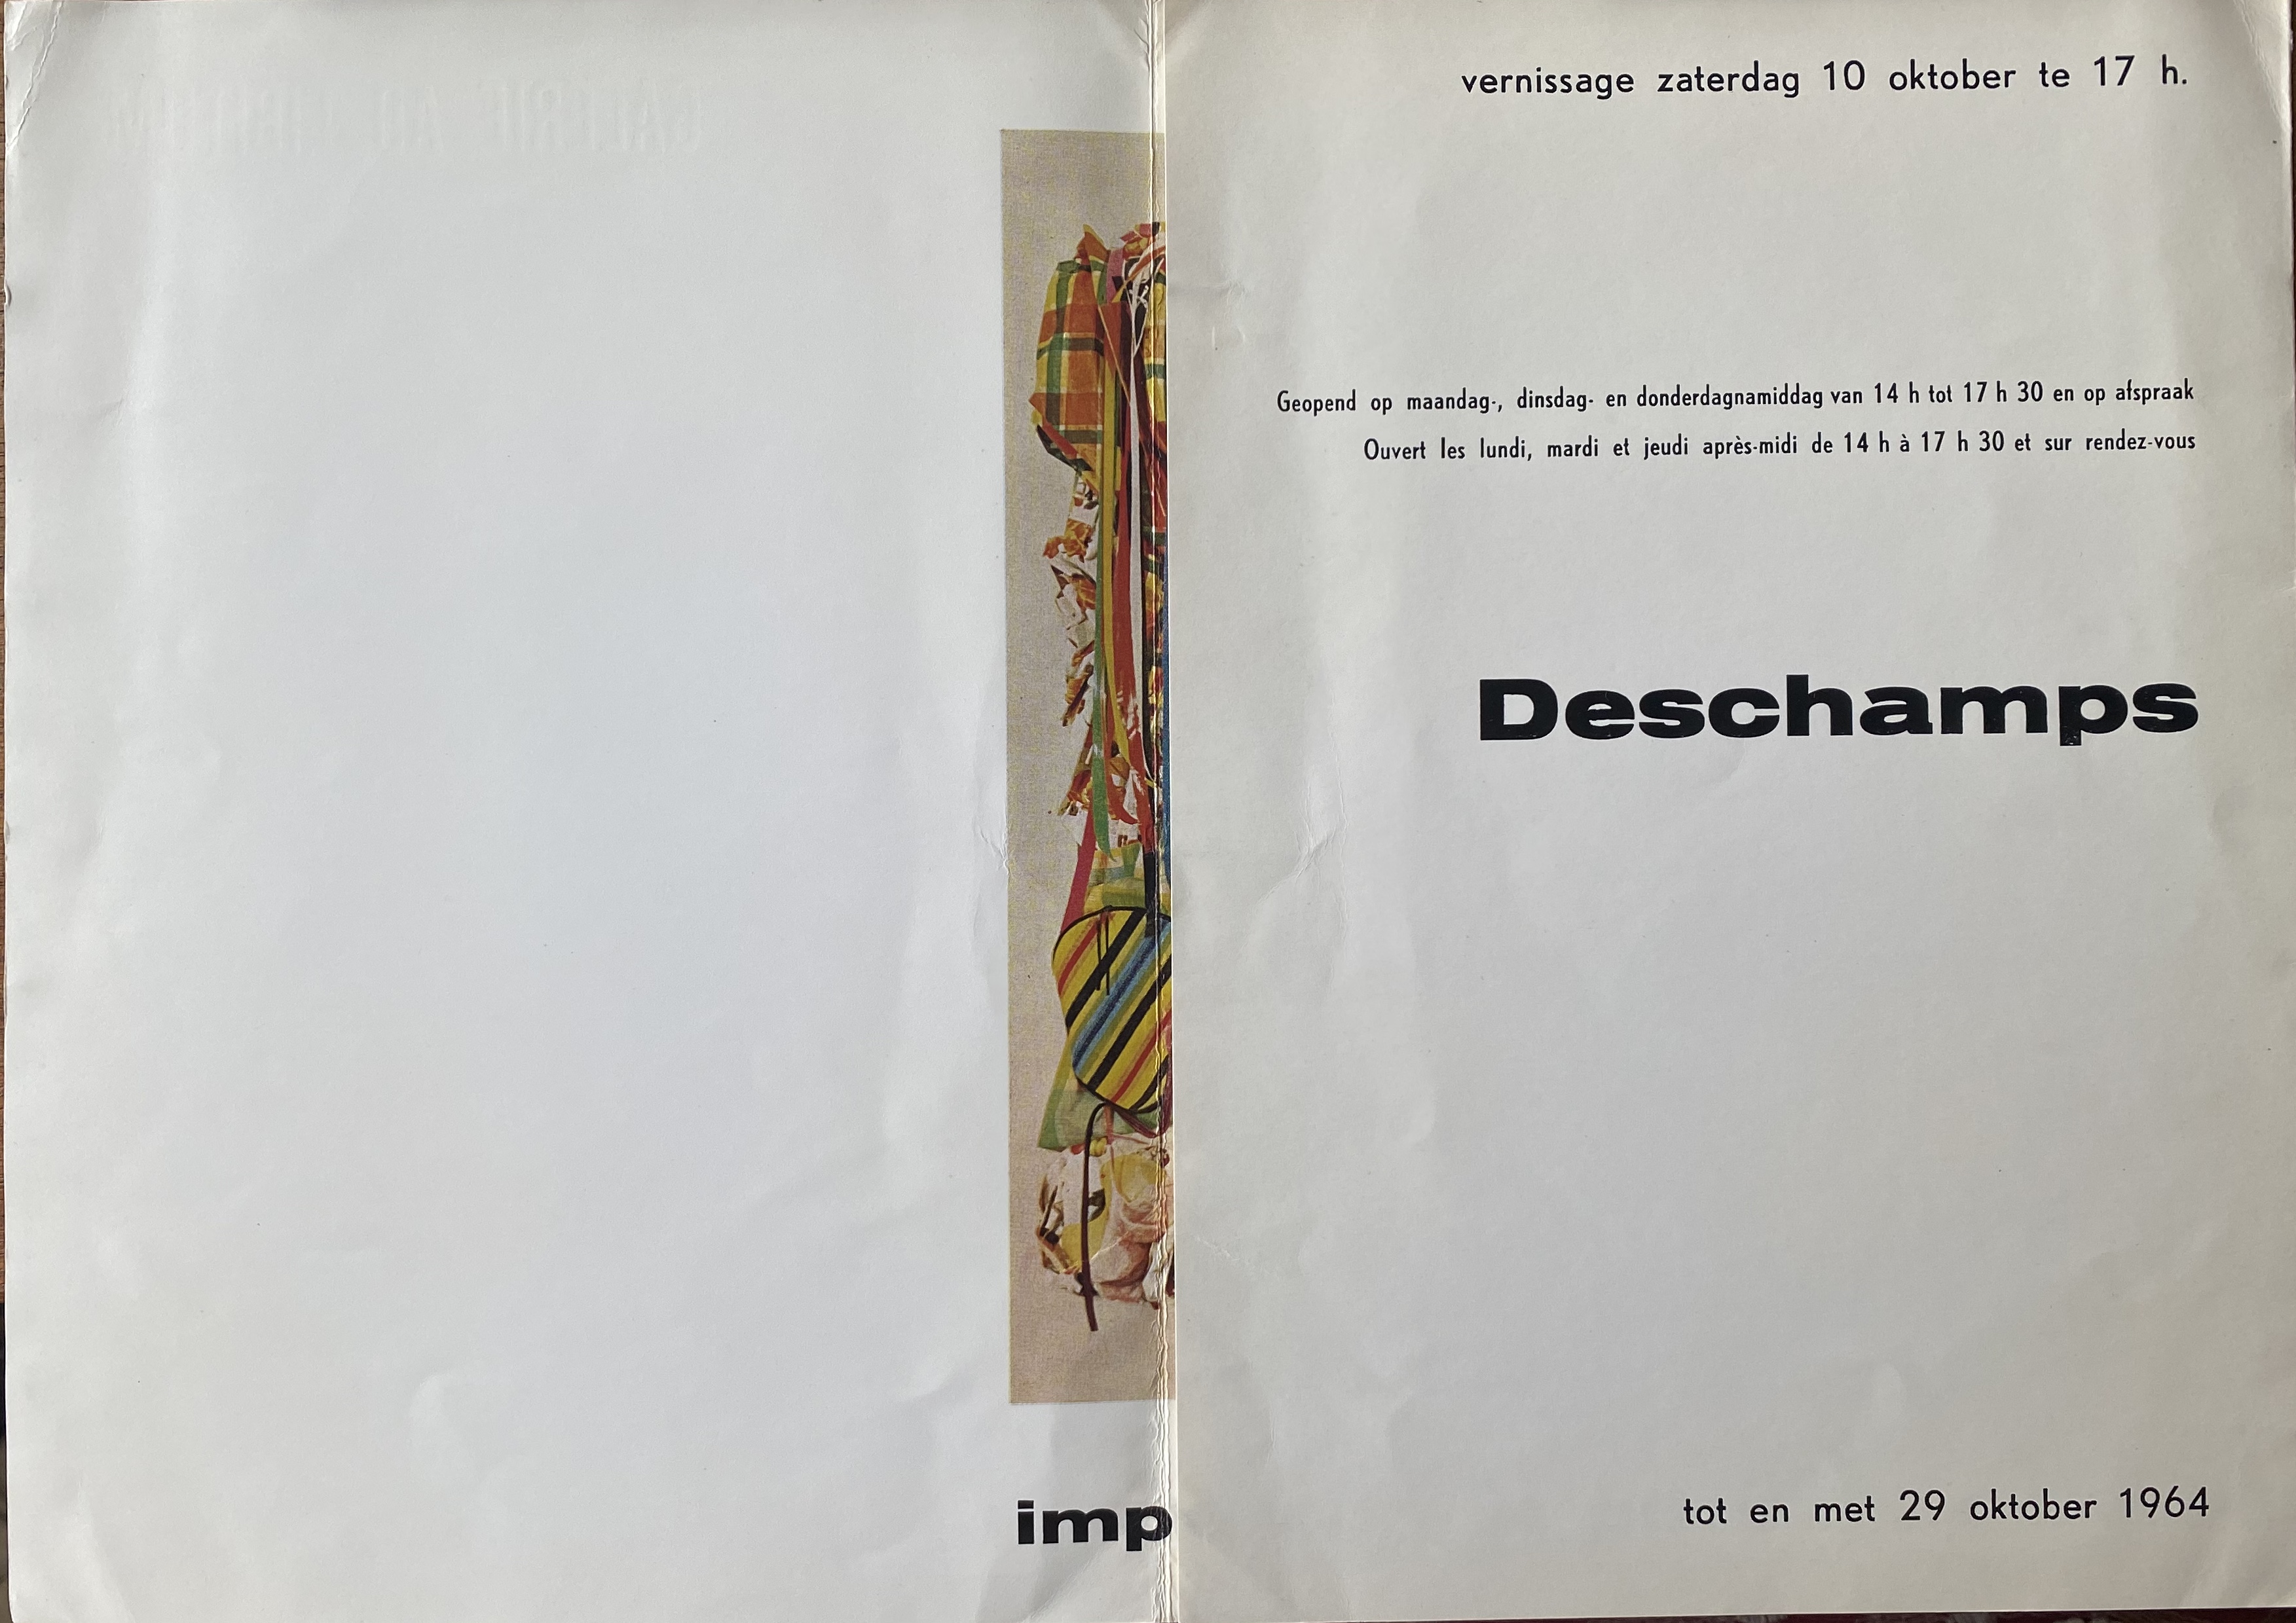 vernissage zaterdag 10 oktober te 17 h.
Geopend op maandag-, dinsdag- en donderdagnamiddag van 14 h tot 17 h 30 en op afspraak
Ouvert les lundi, mardi et jeudi après-midi de 14 h à 17 h 30 et sur rendez-vous
Deschamps
tot en met 29 oktober 1964
imp